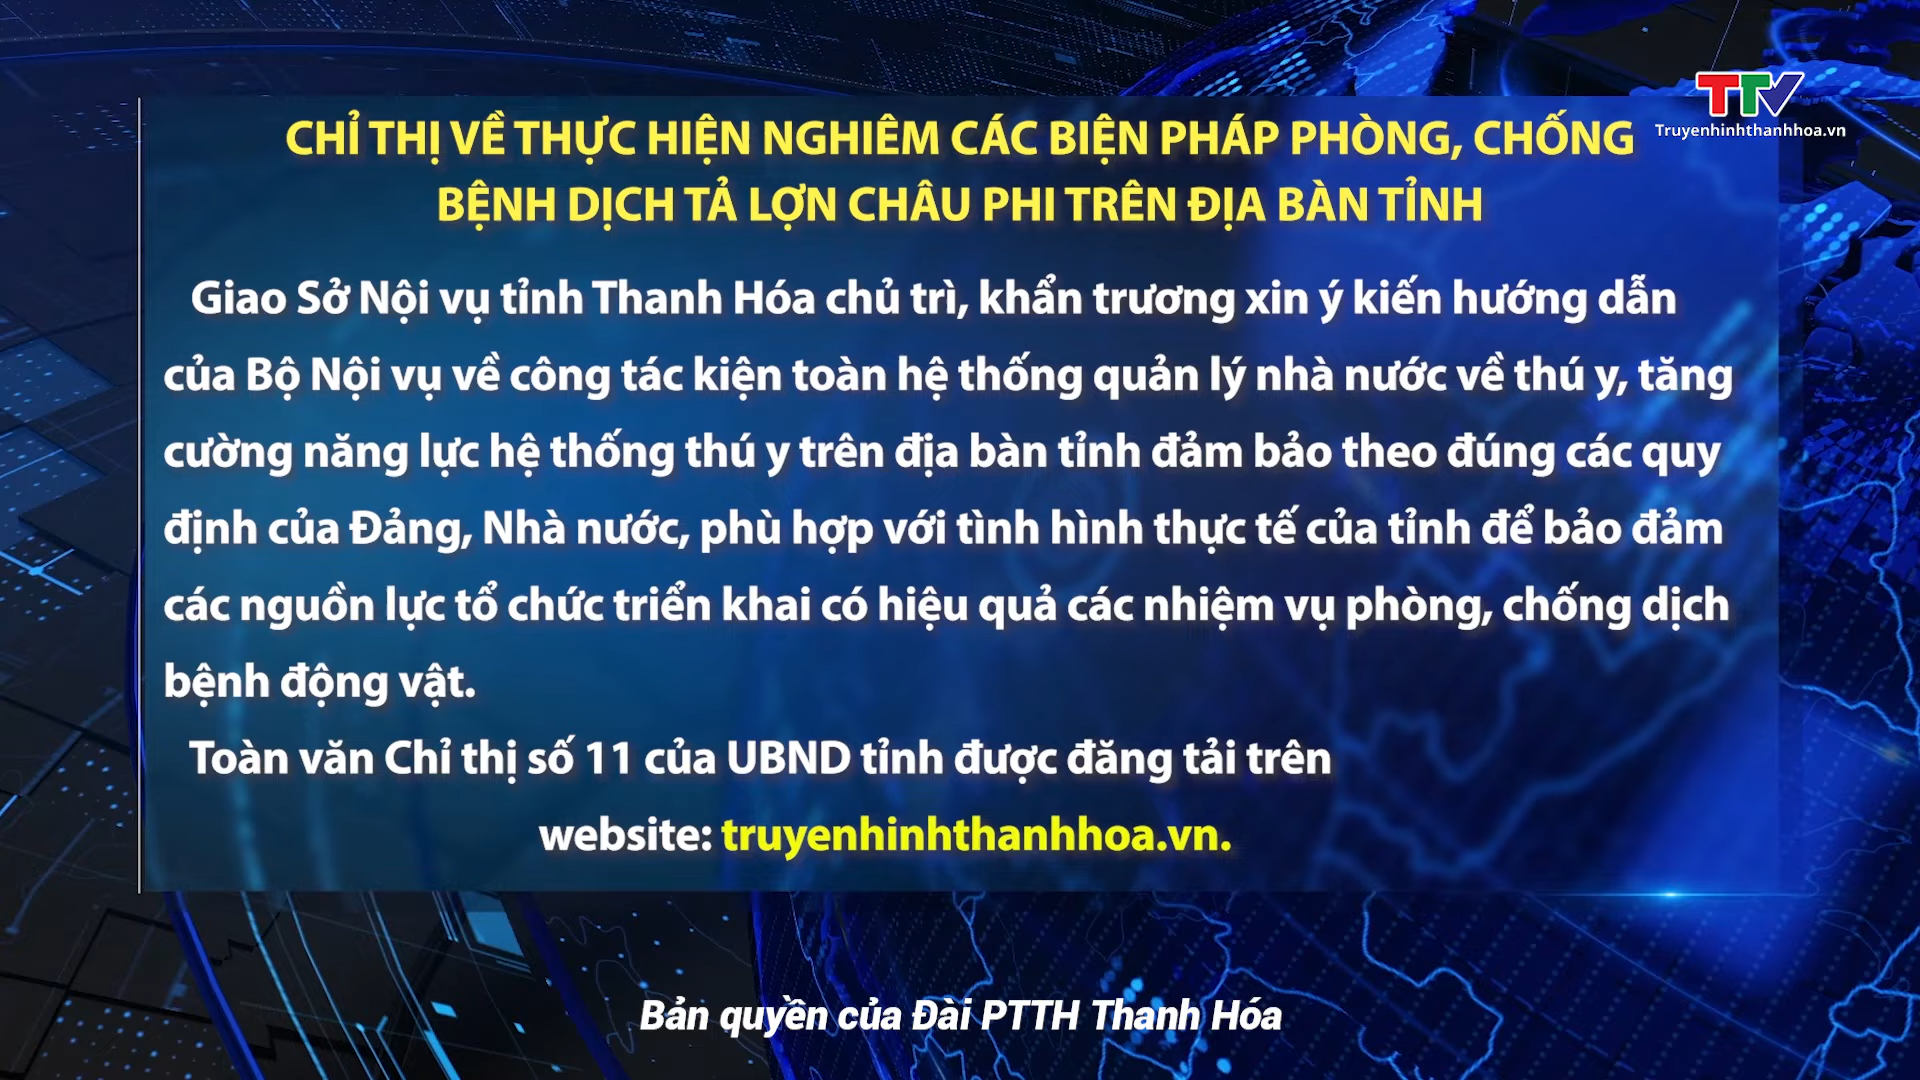 TTV
Truyenhinhthanhhoa.vn
CHỈ THỊ VỀ THỰC HIỆN NGHIÊM CÁC BIỆN PHÁP PHÒNG, CHỐNG
BỆNH DỊCH TẢ LỢN CHÂU PHI TRÊN ĐỊA BÀN TỈNH
Giao Sở Nội vụ tỉnh Thanh Hóa chủ trì, khẩn trương xin ý kiến hướng dẫn
của Bộ Nội vụ về công tác kiện toàn hệ thống quản lý nhà nước về thú y, tăng
cường năng lực hệ thống thú y trên địa bàn tỉnh đảm bảo theo đúng các quy
định của Đảng, Nhà nước, phù hợp với tình hình thực tế của tỉnh để bảo đảm
các nguồn lực tổ chức triển khai có hiệu quả các nhiệm vụ phòng, chống dịch
bệnh động vật.
Toàn văn Chỉ thị số 11 của UBND tỉnh được đăng tải trên
website: truyenhinhthanhhoa.vn.
Bản quyền của Đài PTTH Thanh Hóa